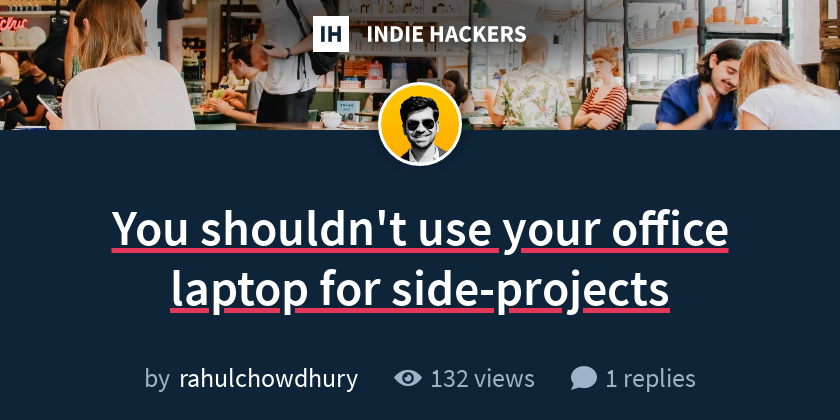 IH INDIE HACKERS
You shouldn't use your office
laptop for side-projects
by rahulchowdhury 132 views 1 replies